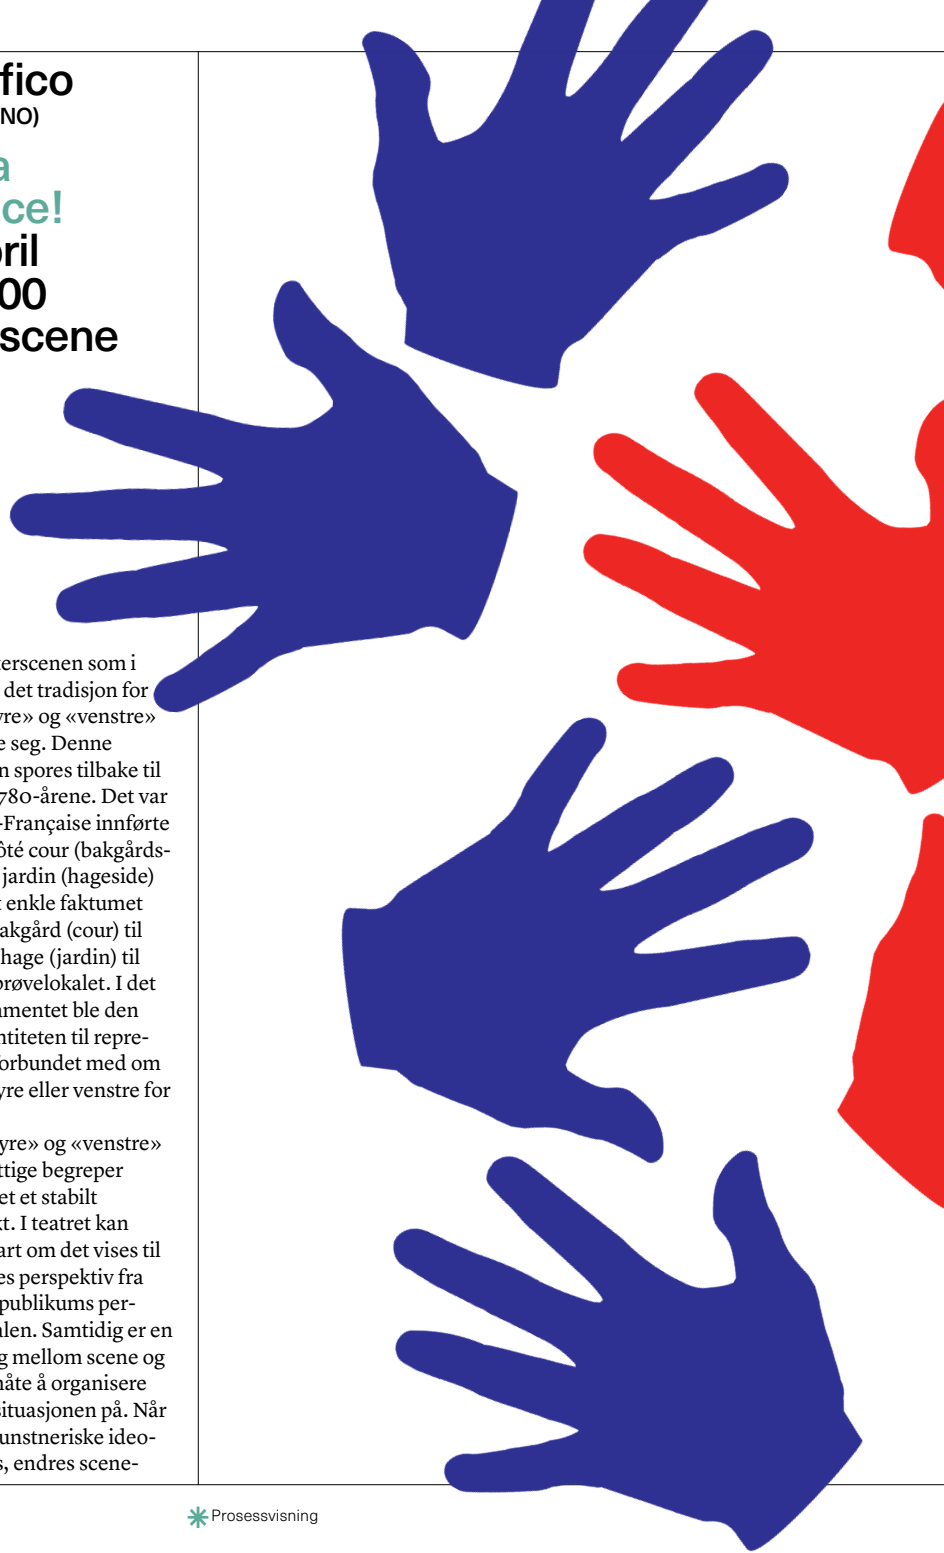 fico
NO)
a
ce!
ril
00
scene
terscenen som i
det tradisjon for
yre» og «venstre»
e seg. Denne
n spores tilbake til
780-årene. Det var
-Française innførte
ôté cour (bakgårds-
jardin (hageside)
t enkle faktumet
akgård (cour) til
hage (jardin) til
prøvelokalet. I det
mentet ble den
ntiteten til repre-
forbundet med om
yre eller venstre for
yre» og «venstre»
ttige begreper
et et stabilt
kt. I teatret kan
art om det vises til
es perspektiv fra
publikums per-
alen. Samtidig er en
g mellom scene og
måte å organisere
situasjonen på. Når
unstneriske ideo-
s, endres scene-
Prosessvisning